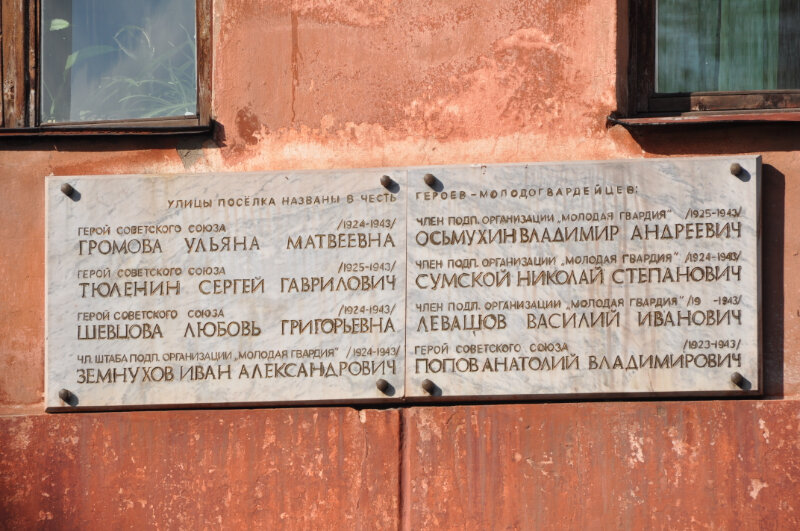 УЛИЦЫ ПОСЁЛКА НАЗВАНЫ В ЧЕСТЬ
ГЕРОЙ СОВЕТСКОГО СОЮЗА /1924-1943/
ГРОМОВА УЛЬЯНА МАТВЕЕВНА
ГЕРОЙ СОВЕТСКОГО СОЮЗА /1925-1943/
ТЮЛЕНИН СЕРГЕЙ ГАВРИЛОВИЧ
ГЕРОЙ СОВЕТСКОГО СОЮЗА /1924-1943/
ШЕВЦОВА ЛЮБОВЬ ГРИГОРЬЕВНА
ЧЛ. ШТАБА ПОДП. ОРГАНИЗАЦИИ „МОЛОДАЯ ГВАРДИЯ" /1924-1943/
ЗЕМНУХОВ ИВАН АЛЕКСАНДРОВИЧ
ГЕРОЕВ-МОЛОДОГВАРДЕЙЦЕВ:
ЧЛЕН ПОДП. ОРГАНИЗАЦИИ „МОЛОДАЯ ГВАРДИЯ" /1925-1943/
ОСЬМУХИН ВЛАДИМИР АНДРЕЕВИЧ
ЧЛЕН ПОДП. ОРГАНИЗАЦИИ „МОЛОДАЯ ГВАРДИЯ" /1924-1943/
СУМСКОЙ НИКОЛАЙ СТЕПАНОВИЧ
ЧЛЕН ПОДП. ОРГАНИЗАЦИИ „МОЛОДАЯ ГВАРДИЯ" /19 -1943/
ЛЕВАШОВ ВАСИЛИЙ ИВАНОВИЧ
ГЕРОЙ СОВЕТСКОГО СОЮЗА /1923-1943/
ПОПОВ АНАТОЛИЙ ВЛАДИМИРОВИЧ